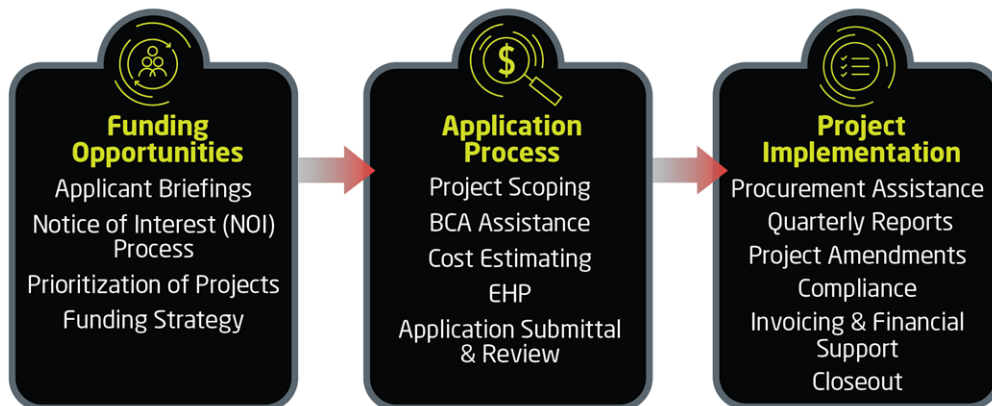 Funding
Opportunities
Applicant Briefings
Notice of Interest (NOI)
Process
Prioritization of Projects
Funding Strategy
$
Application
Process
Project Scoping
BCA Assistance
Cost Estimating
EHP
Application Submittal
& Review
Project
Implementation
Procurement Assistance
Quarterly Reports
Project Amendments
Compliance
Invoicing & Financial
Support
Closeout